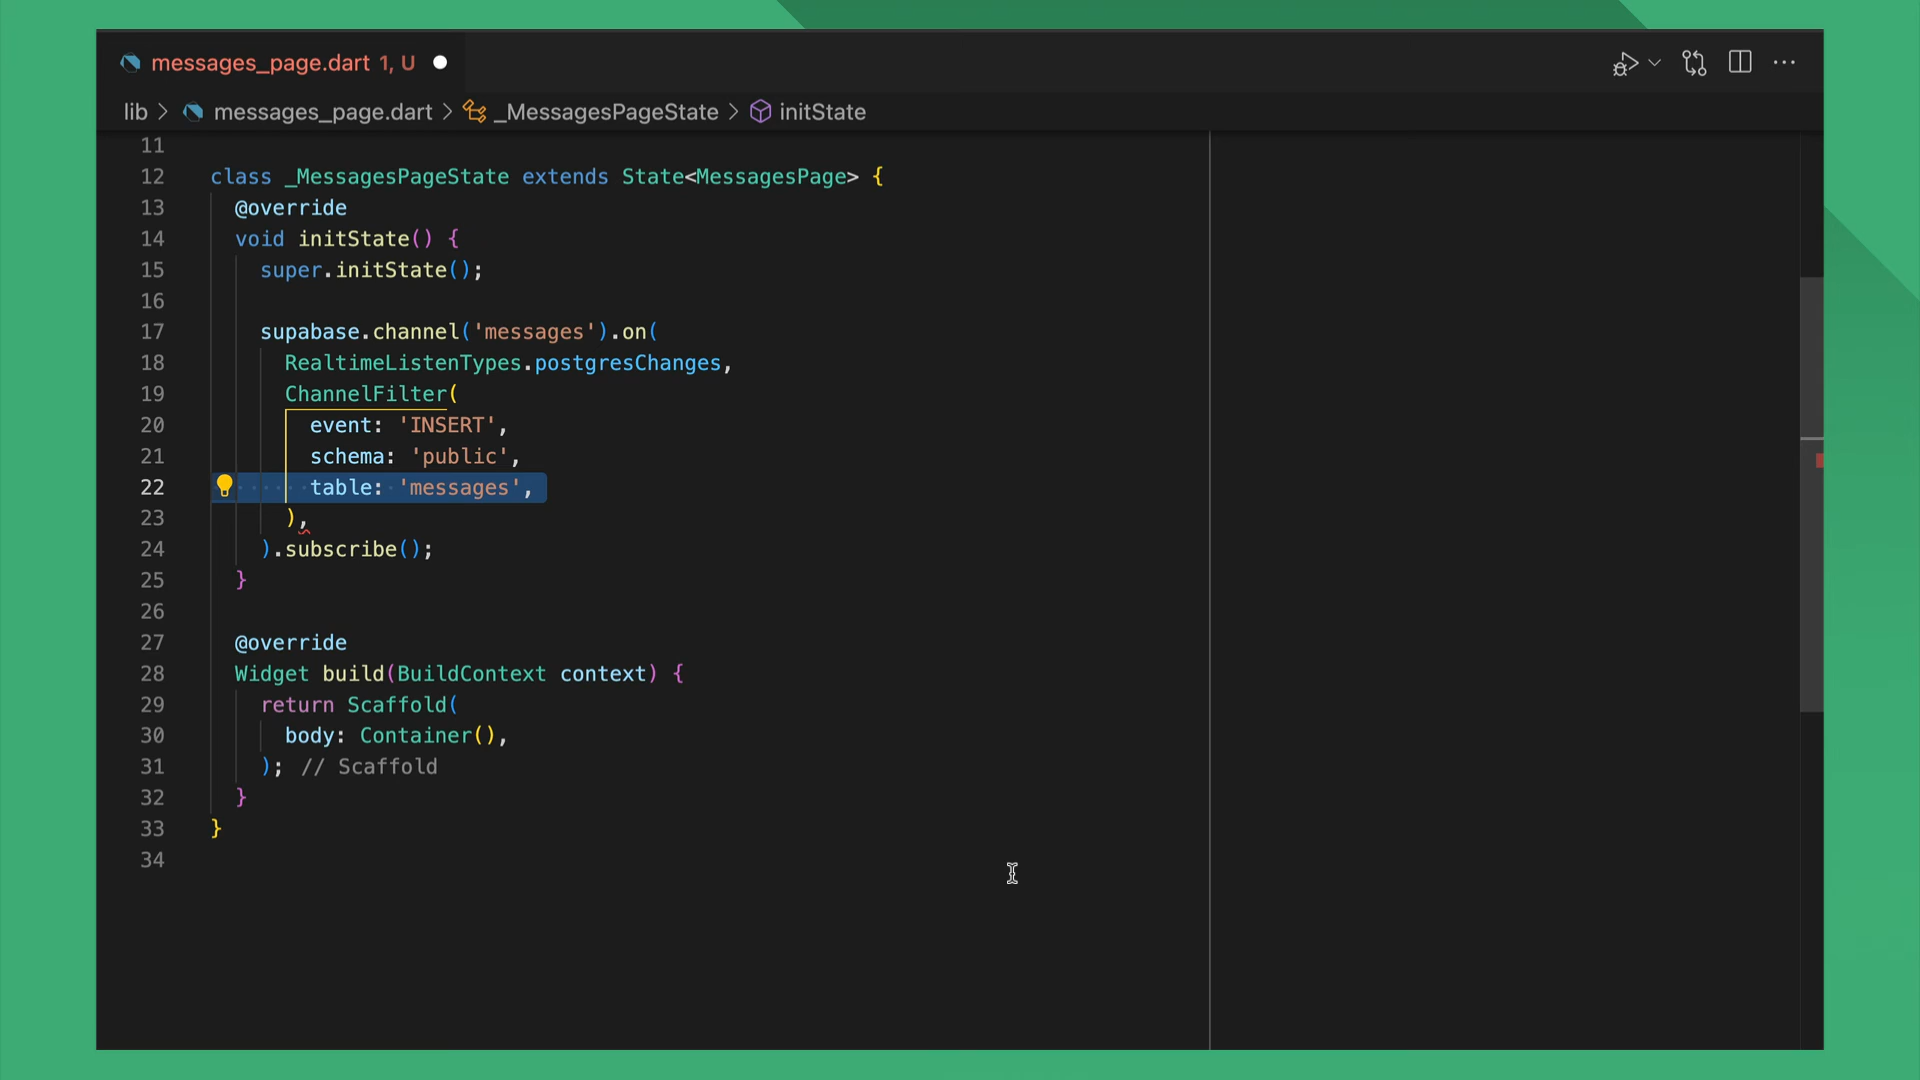 messages_page.dart 1, U
lib > messages_page.dart > _MessagesPageState > initState
11
12 class _MessagesPageState extends State<MessagesPage> {
13 @override
14 void initState() {
15 super.initState();
16
17 supabase.channel('messages').on(
18 RealtimeListenTypes.postgresChanges,
19 ChannelFilter(
20 event: 'INSERT',
21 schema: 'public',
22 table: 'messages',
23 ),
24 ).subscribe();
25 }
26
27 @override
28 Widget build(BuildContext context) {
29 return Scaffold(
30 body: Container(),
31 ); // Scaffold
32 }
33 }
34